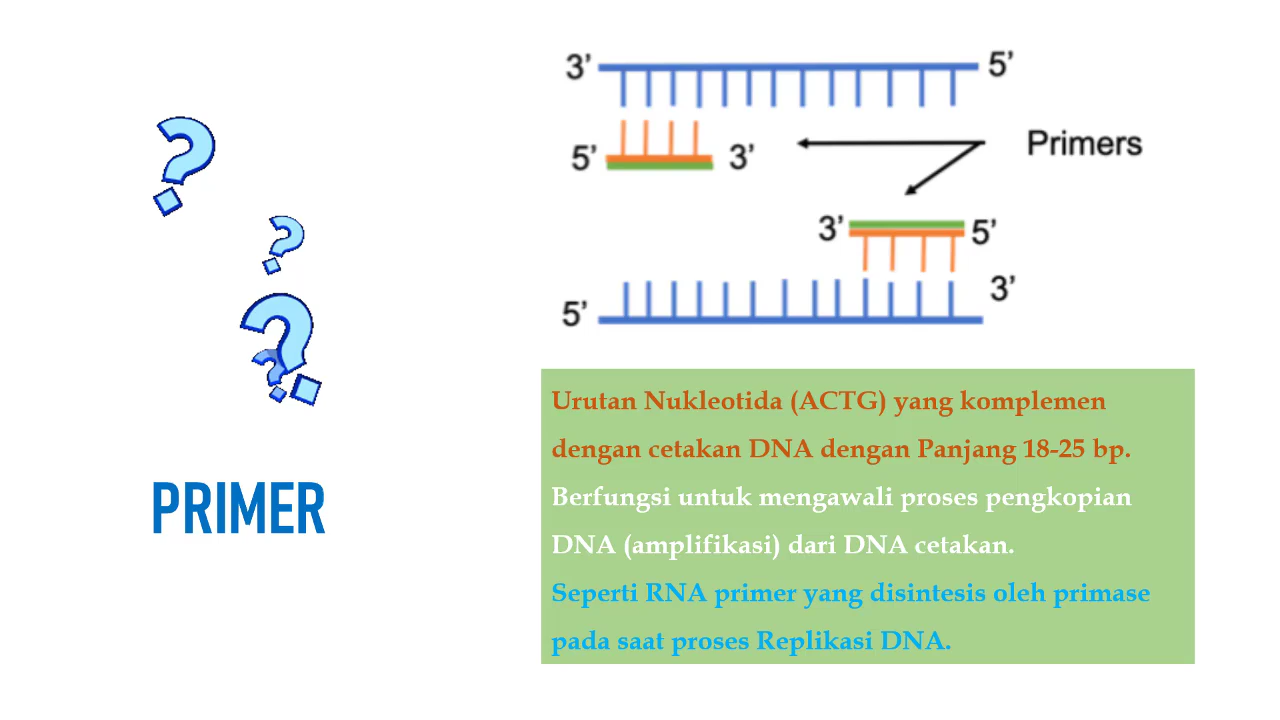 3’ 5’
5’ 3’ Primers
3’ 5’
5’ 3’
PRIMER
Urutan Nukleotida (ACTG) yang komplemen
dengan cetakan DNA dengan Panjang 18-25 bp.
Berfungsi untuk mengawali proses pengkopian
DNA (amplifikasi) dari DNA cetakan.
Seperti RNA primer yang disintesis oleh primase
pada saat proses Replikasi DNA.